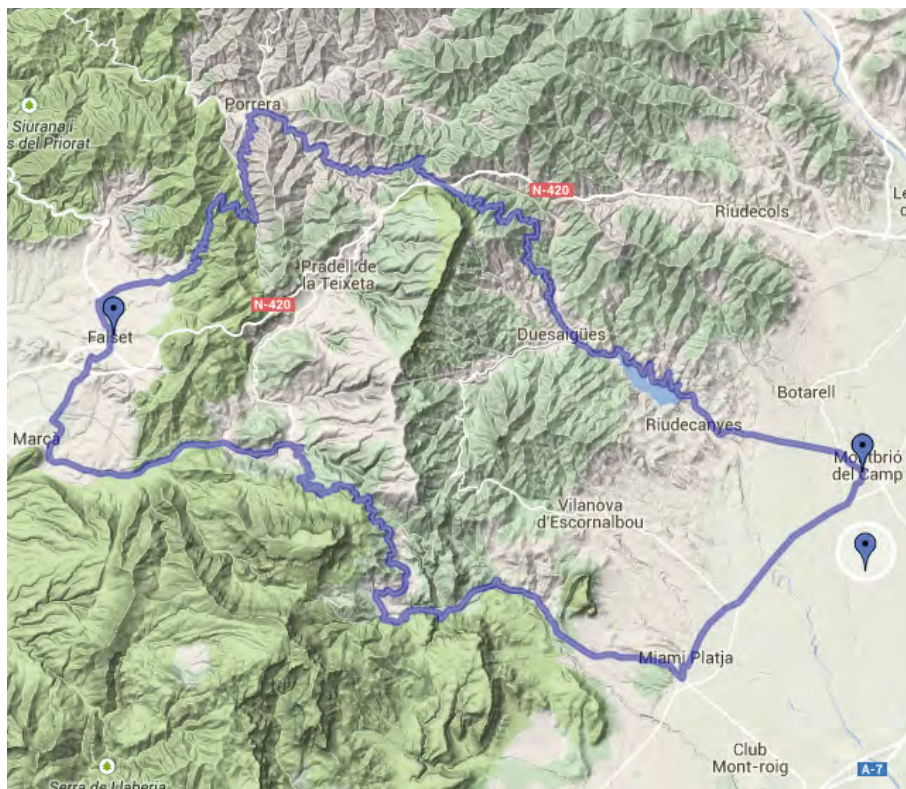 Porrera
Siurana i
s del Priorat
N-420
Riudecols
Pradell de
la Teixeta
N-420
Falset
Duesaigües
Botarell
Riudecanyes
Marçà
Montbrió
del Camp
Vilanova
d'Escornalbou
Miami Platja
Club
Mont-roig
A-7
Serra de Llaberia